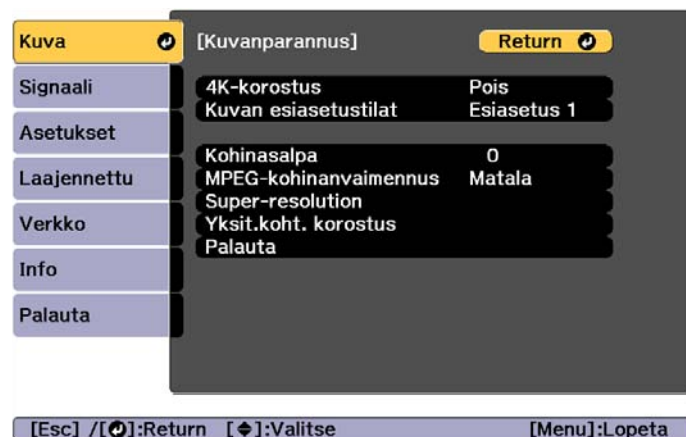 Kuva
Signaali
Asetukset
Laajennettu
Verkko
Info
Palauta
[Kuvanparannus] Return
4K-korostus Pois
Kuvan esiasetustilat Esiasetus 1
Kohinasalpa 0
MPEG-kohinanvaimennus Matala
Super-resolution
Yksit.koht. korostus
Palauta
[Esc] /[ ]:Return [ ]:Valitse [Menu]:Lopeta